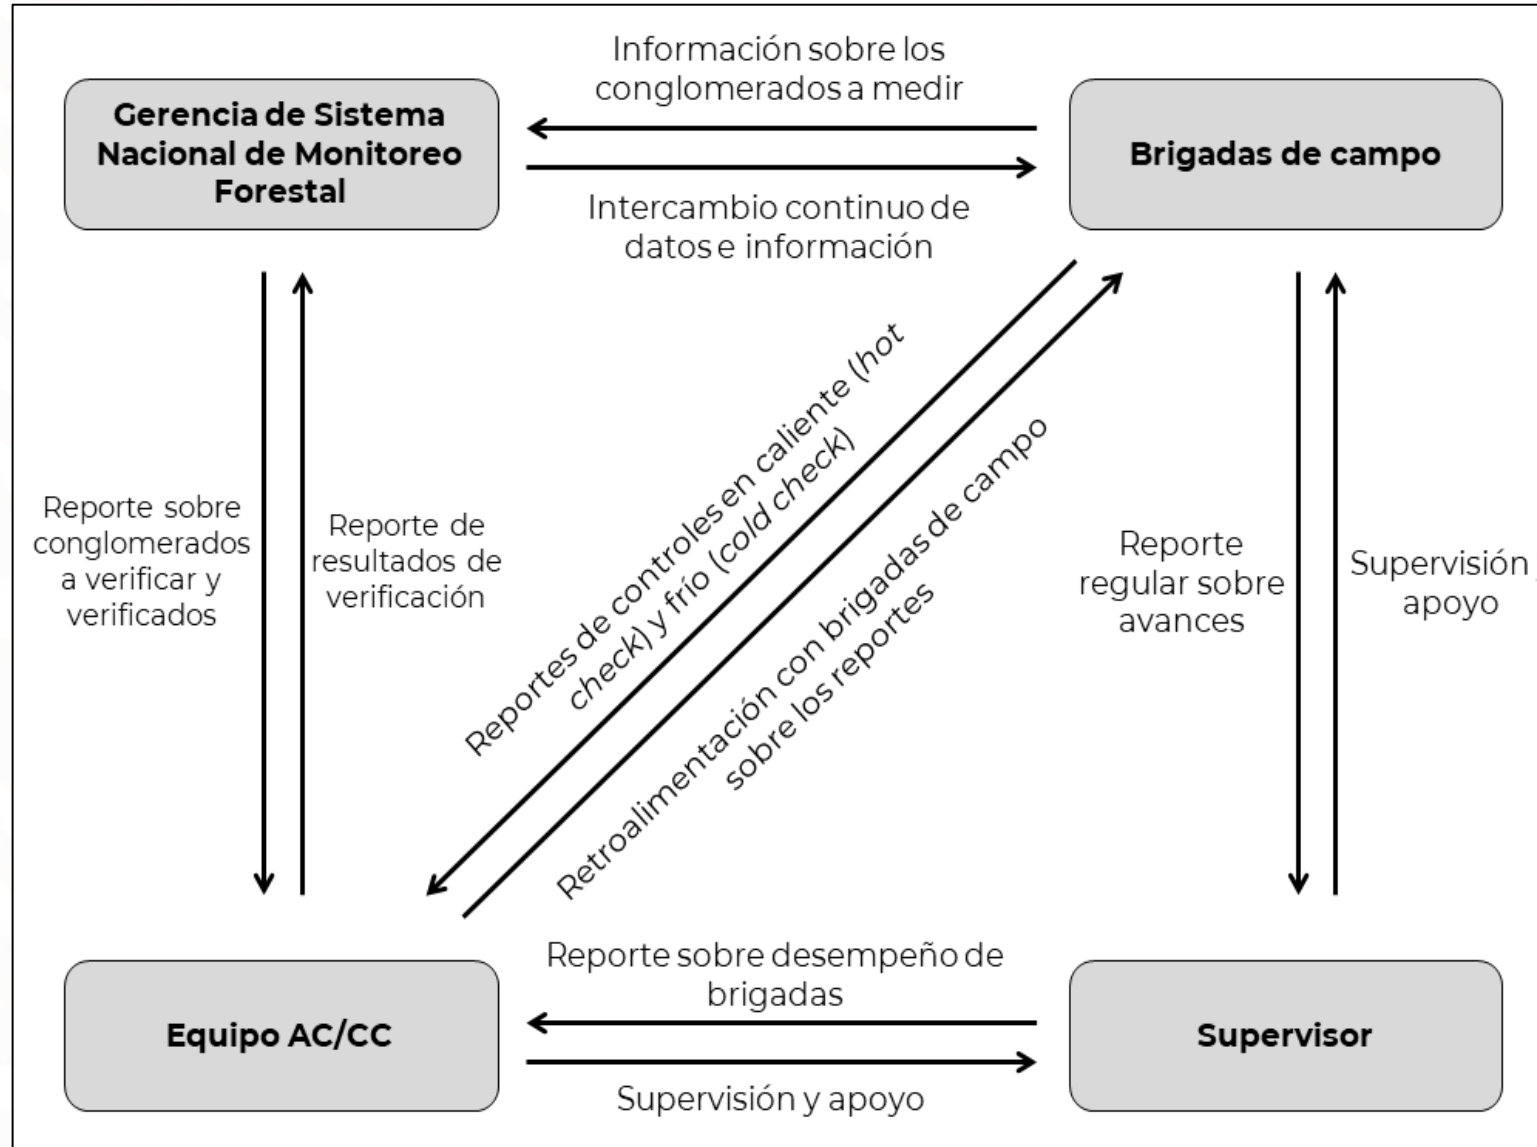 Información sobre los
conglomerados a medir
Gerencia de Sistema
Nacional de Monitoreo
Forestal
Brigadas de campo
Intercambio continuo de
datos e información
Reportes de controles en caliente (hot
check) y frío (cold check)
Retroalimentación con brigadas de campo
sobre los reportes
Reporte sobre
conglomerados
a verificar y
verificados
Reporte de
resultados de
verificación
Reporte
regular sobre
avances
Supervisión
apoyo
Reporte sobre desempeño de
brigadas
Equipo AC/CC
Supervisor
Supervisión y apoyo